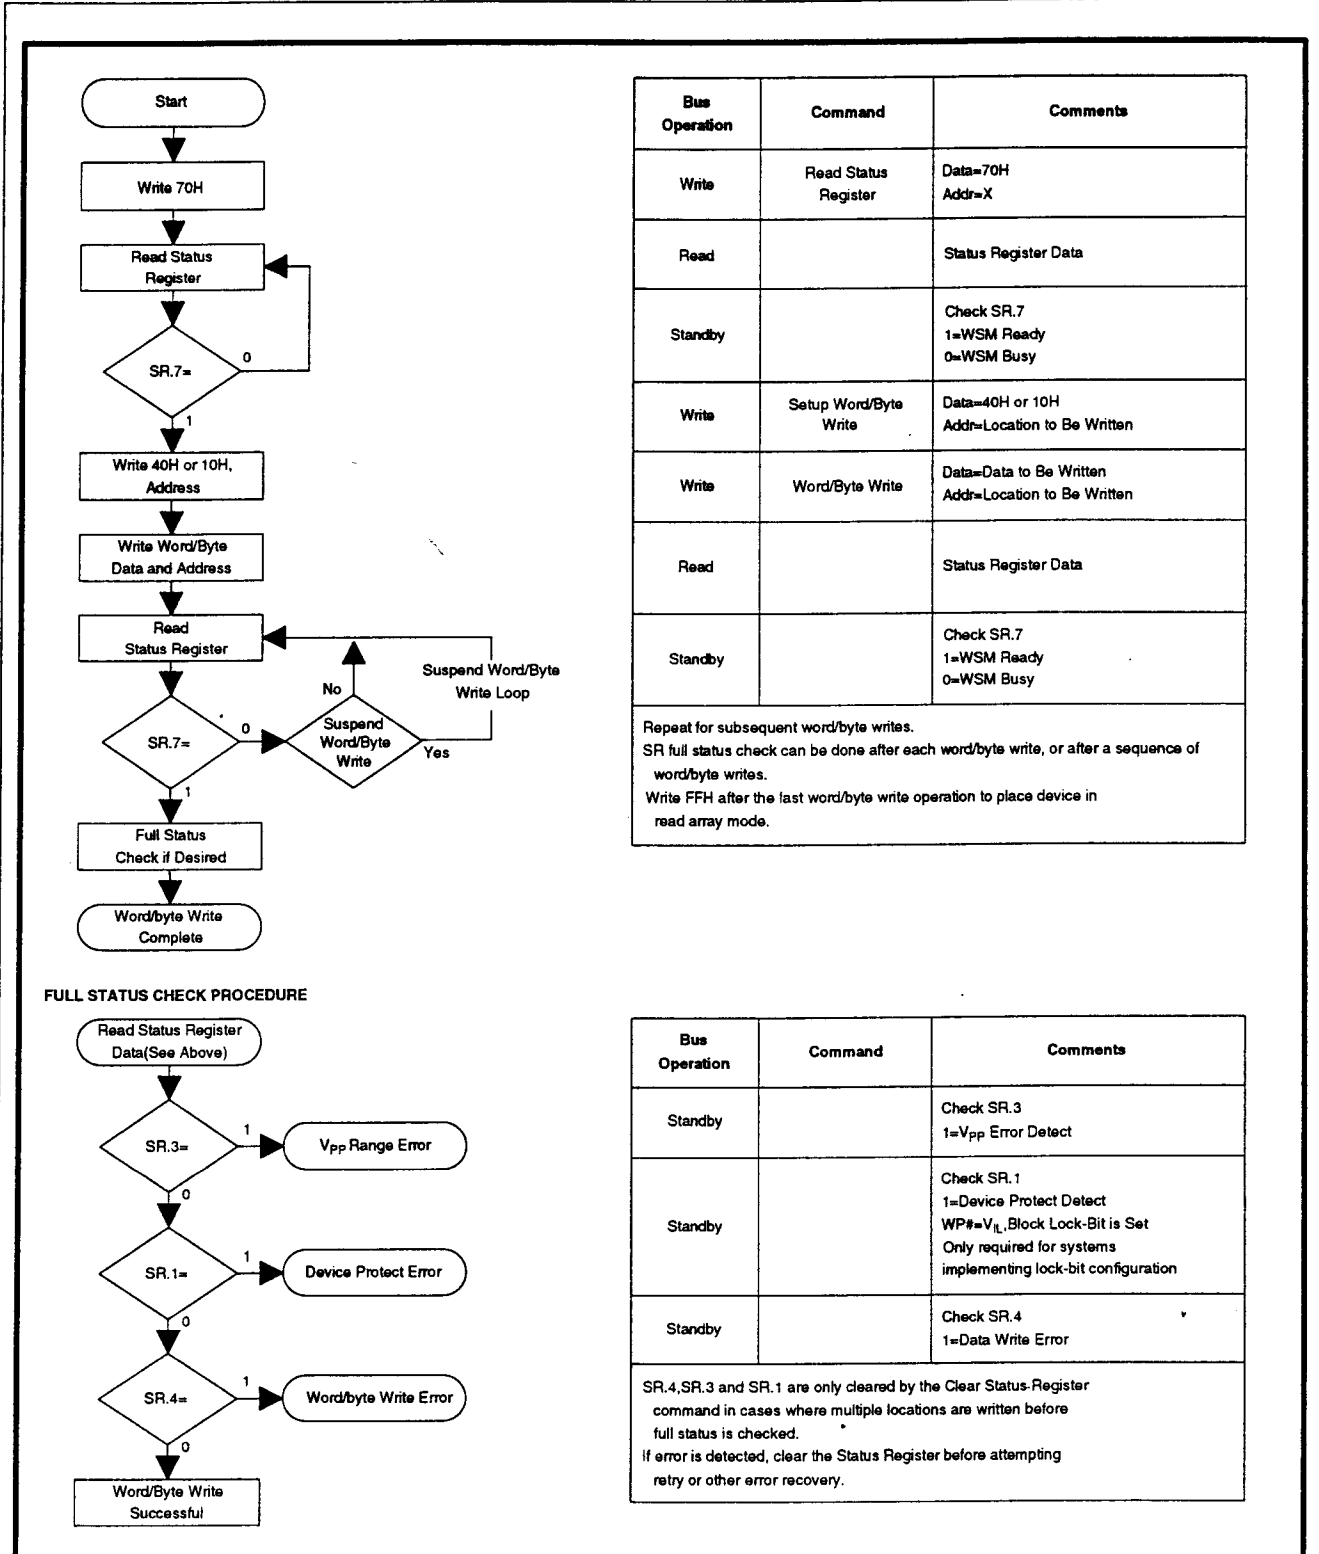 Start
Write 70H
Read Status
Register
SR.7=
0
1
Write 40H or 10H,
Address
Write Word/Byte
Data and Address
Read
Status Register
SR.7=
0
1
Suspend
Word/Byte
Write
No
Yes
Suspend Word/Byte
Write Loop
Full Status
Check if Desired
Word/byte Write
Complete
Bus
Operation
Command
Comments
Write
Read Status
Register
Data=70H
Addr=X
Read
Status Register Data
Standby
Check SR.7
1=WSM Ready
0=WSM Busy
Write
Setup Word/Byte
Write
Data=40H or 10H
Addr=Location to Be Written
Write
Word/Byte Write
Data=Data to Be Written
Addr=Location to Be Written
Read
Status Register Data
Standby
Check SR.7
1=WSM Ready
0=WSM Busy
Repeat for subsequent word/byte writes.
SR full status check can be done after each word/byte write, or after a sequence of
word/byte writes.
Write FFH after the last word/byte write operation to place device in
read array mode.
FULL STATUS CHECK PROCEDURE
Read Status Register
Data(See Above)
SR.3=
1
VPP Range Error
0
SR.1=
1
Device Protect Error
0
SR.4=
1
Word/byte Write Error
0
Word/Byte Write
Successful
Bus
Operation
Command
Comments
Standby
Check SR.3
1=VPP Error Detect
Standby
Check SR.1
1=Device Protect Detect
WP#=VIL,Block Lock-Bit is Set
Only required for systems
implementing lock-bit configuration
Standby
Check SR.4
1=Data Write Error
SR.4,SR.3 and SR.1 are only cleared by the Clear Status Register
command in cases where multiple locations are written before
full status is checked.
If error is detected, clear the Status Register before attempting
retry or other error recovery.